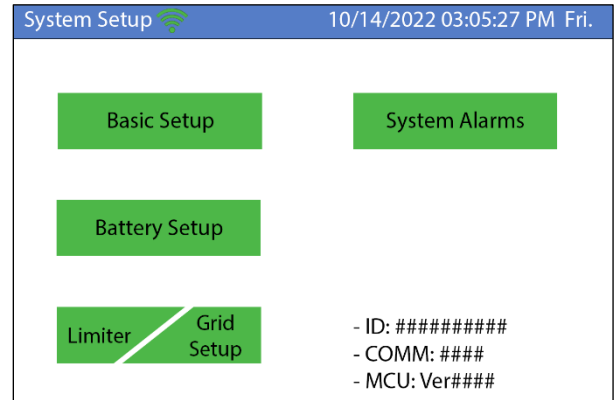 System Setup 10/14/2022 03:05:27 PM Fri.
Basic Setup System Alarms
Battery Setup
Limiter Grid
Setup
- ID: ##########
- COMM: ####
- MCU: Ver####